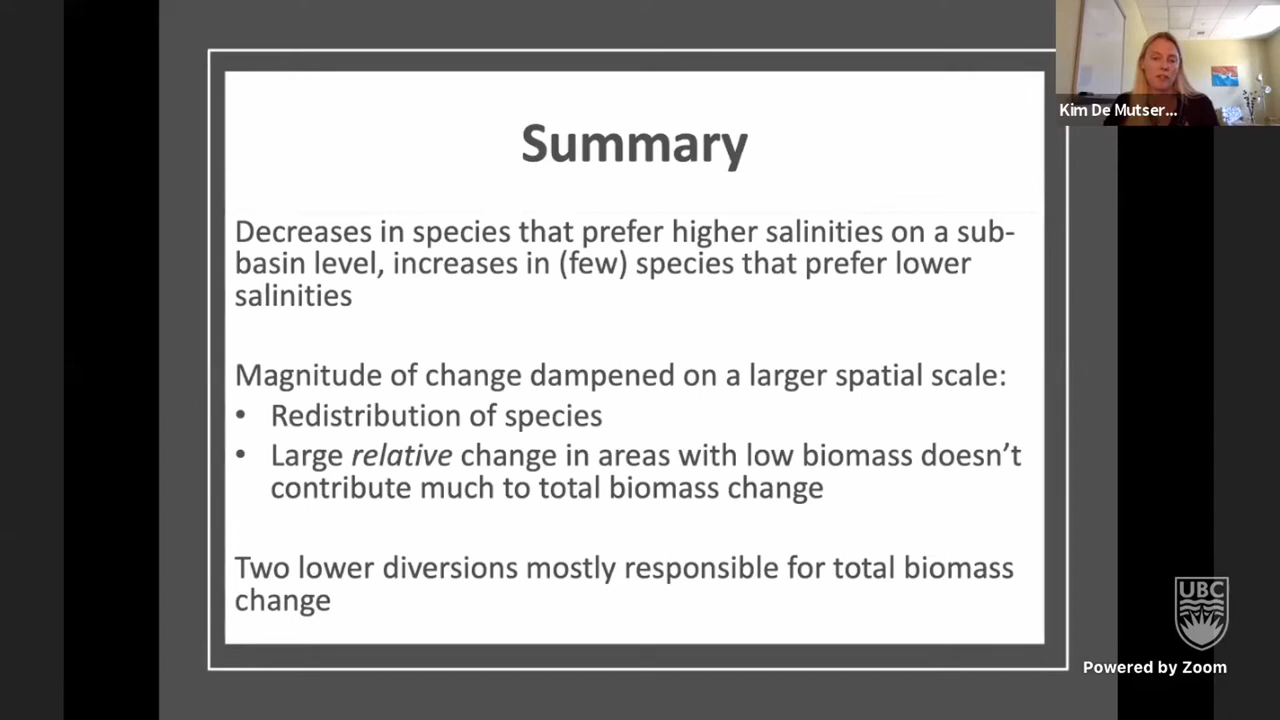 Summary
Decreases in species that prefer higher salinities on a sub-
basin level, increases in (few) species that prefer lower
salinities
Magnitude of change dampened on a larger spatial scale:
• Redistribution of species
• Large relative change in areas with low biomass doesn’t
contribute much to total biomass change
Two lower diversions mostly responsible for total biomass
change
Kim De Mutser...
UBC
Powered by Zoom